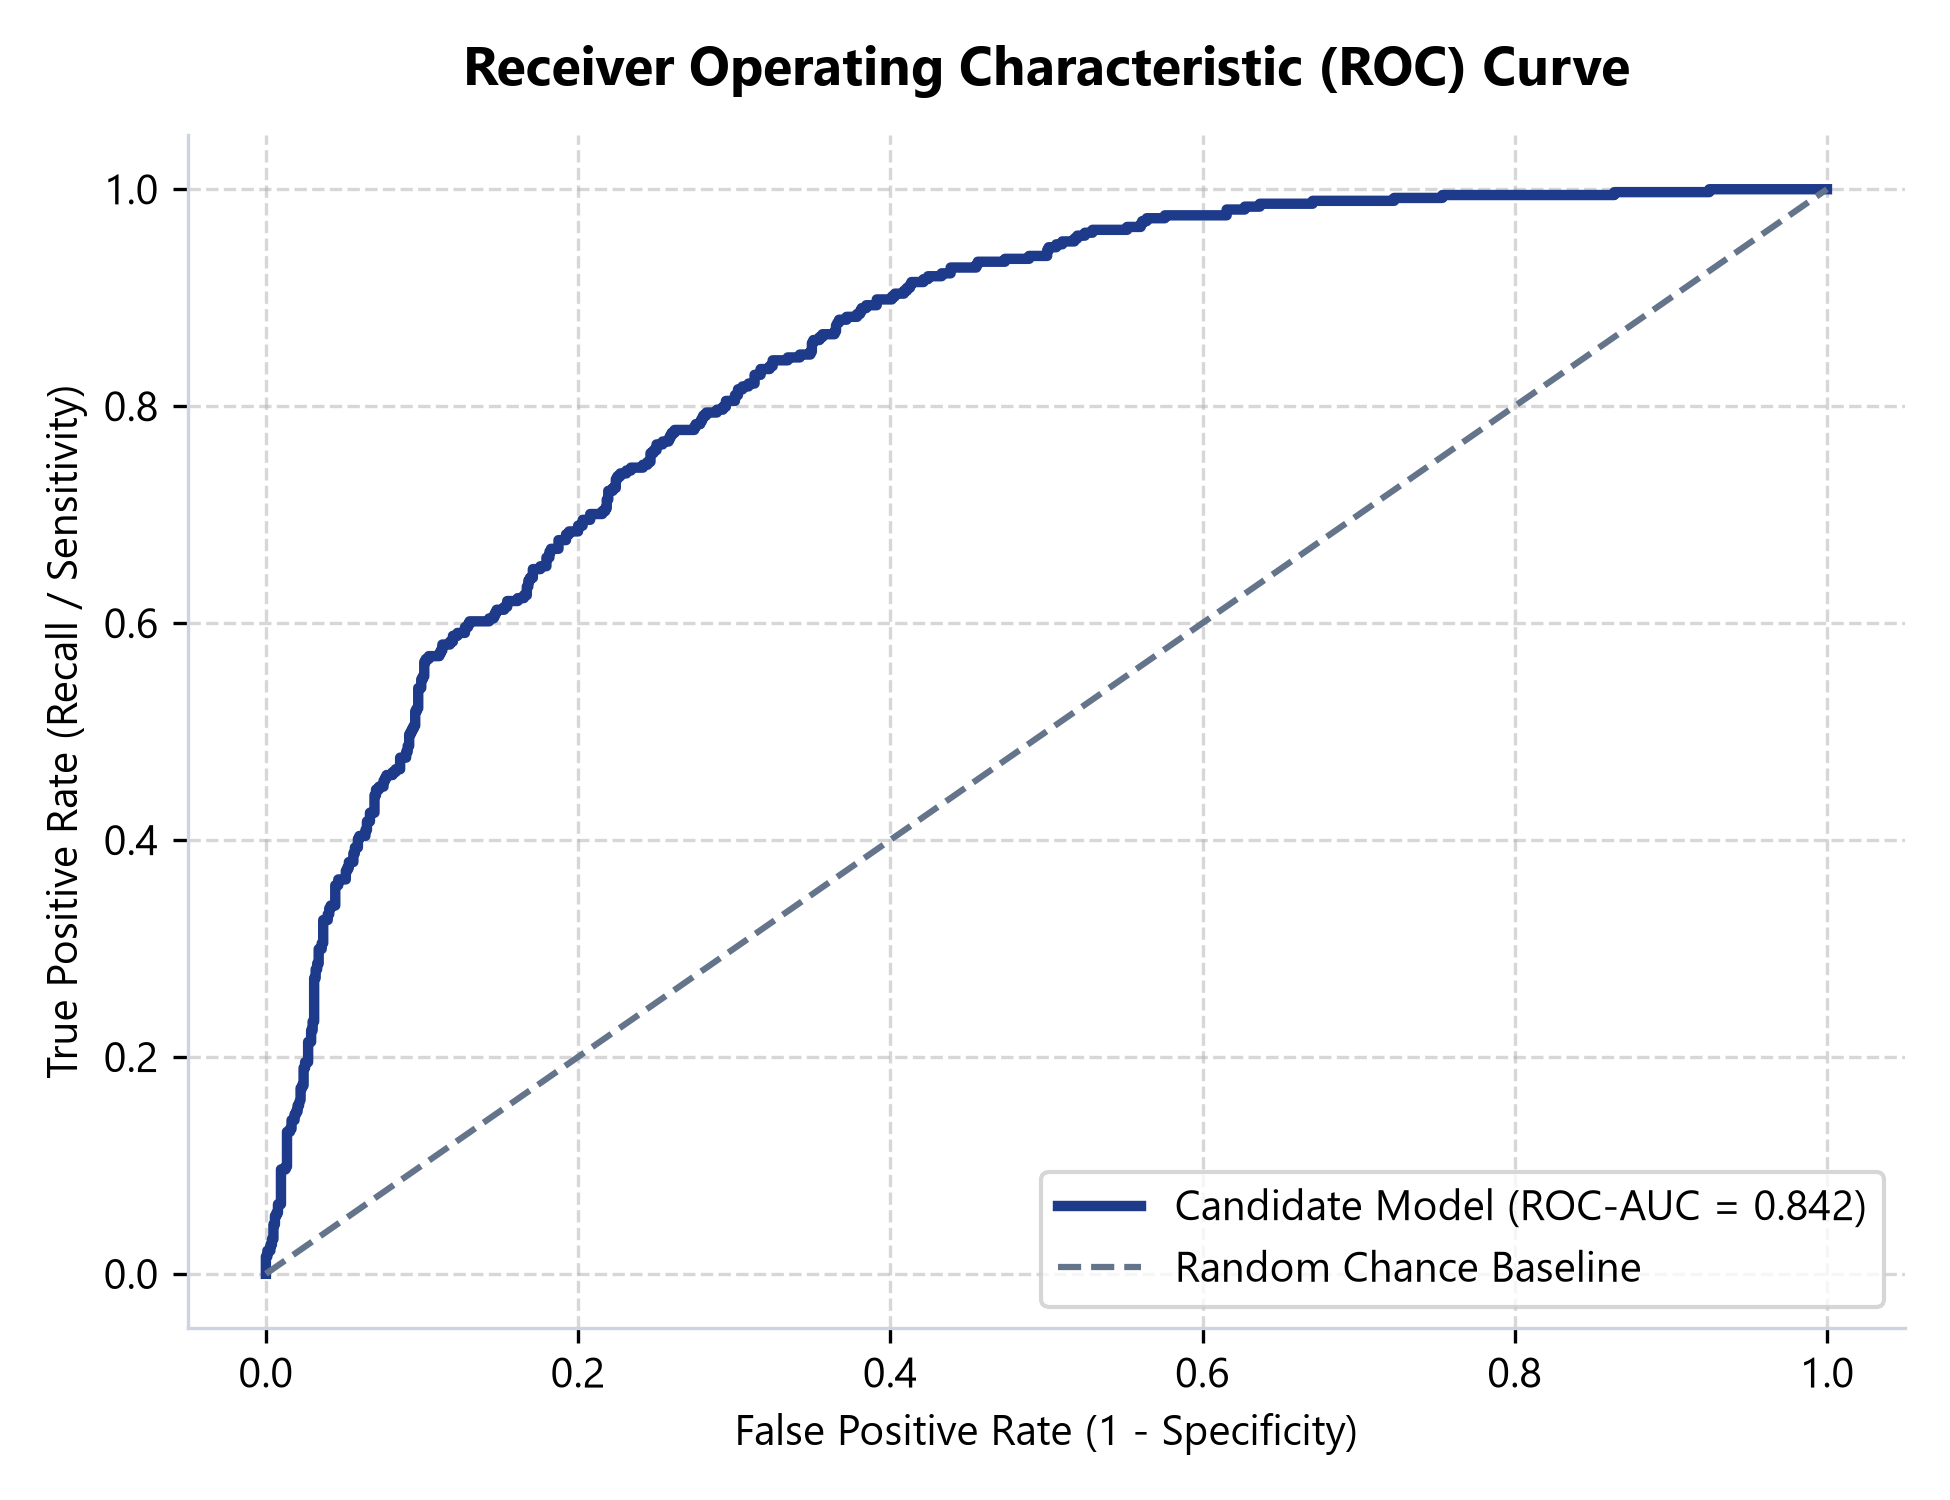 Receiver Operating Characteristic (ROC) Curve
True Positive Rate (Recall / Sensitivity)
1.0
0.8
0.6
0.4
0.2
0.0
Candidate Model (ROC-AUC = 0.842)
Random Chance Baseline
0.0 0.2 0.4 0.6 0.8 1.0
False Positive Rate (1 - Specificity)